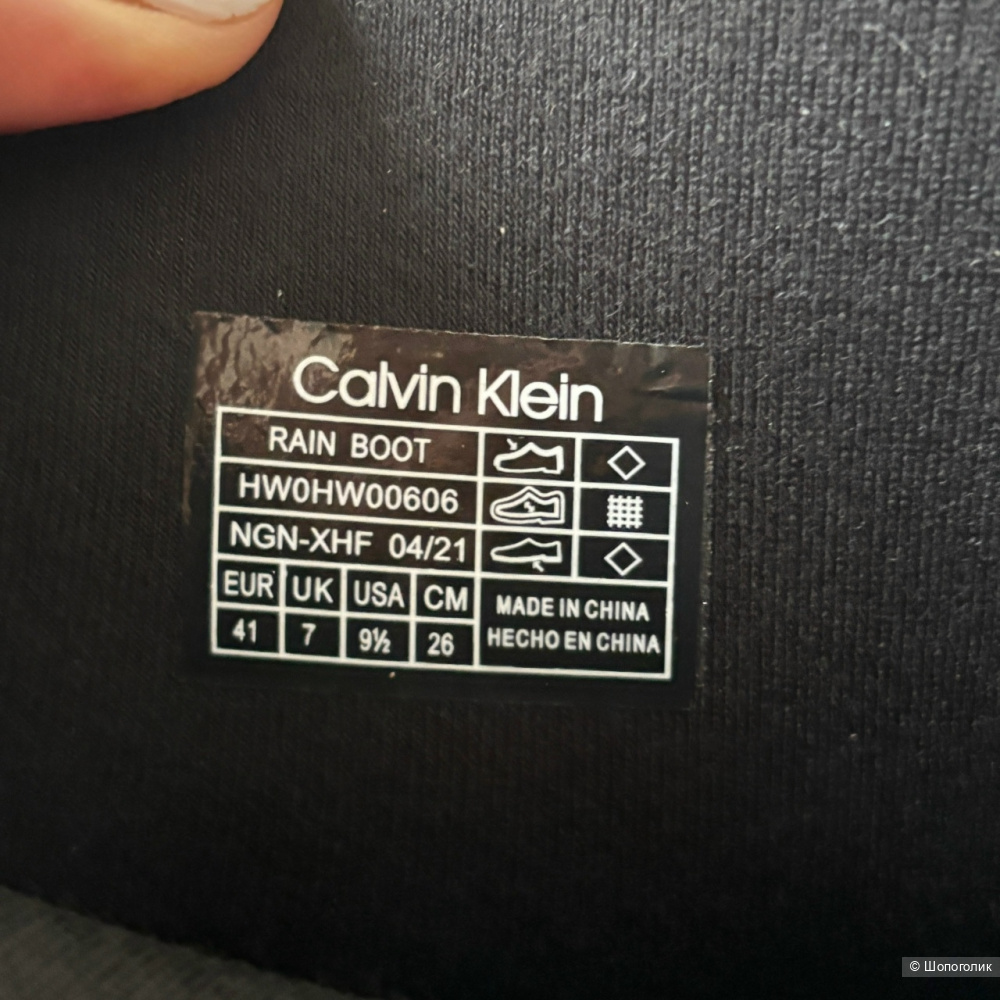 Calvin Klein
RAIN BOOT
HW0HW00606
NGN-XHF 04/21
EUR UK USA CM
41 7 9½ 26
MADE IN CHINA
HECHO EN CHINA
© Шопоголик